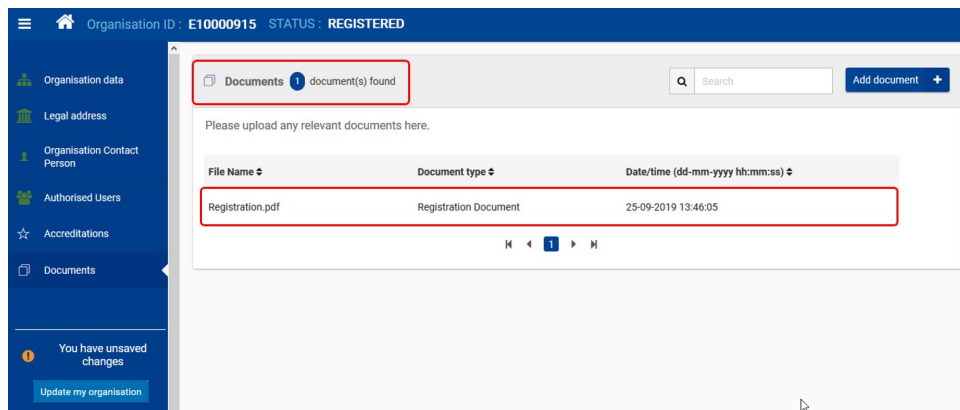 Organisation ID : E10000915 STATUS : REGISTERED
Organisation data
Legal address
Organisation Contact
Person
Authorised Users
Accreditations
Documents
You have unsaved
changes
Update my organisation
Documents 1 document(s) found
Search
Add document +
Please upload any relevant documents here.
File Name Document type Date/time (dd-mm-yyyy hh:mm:ss)
Registration.pdf Registration Document 25-09-2019 13:46:05
1